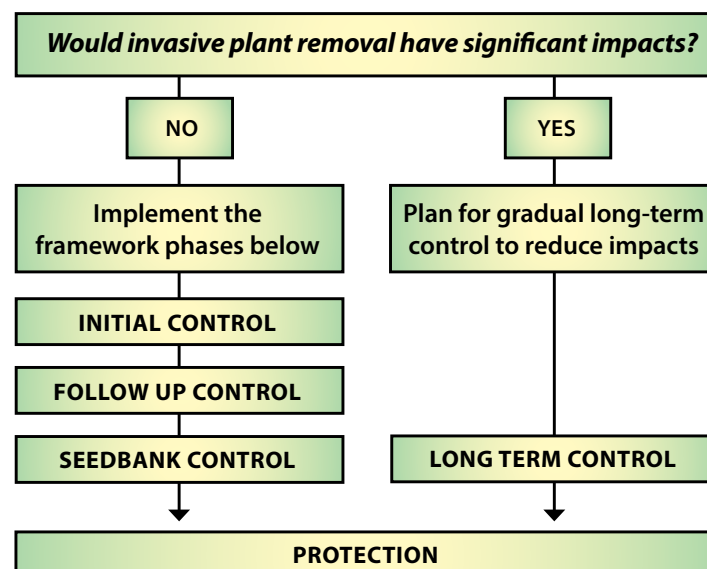 Would invasive plant removal have significant impacts?
NO
YES
Implement the
framework phases below
Plan for gradual long-term
control to reduce impacts
INITIAL CONTROL
FOLLOW UP CONTROL
SEEDBANK CONTROL
LONG TERM CONTROL
PROTECTION